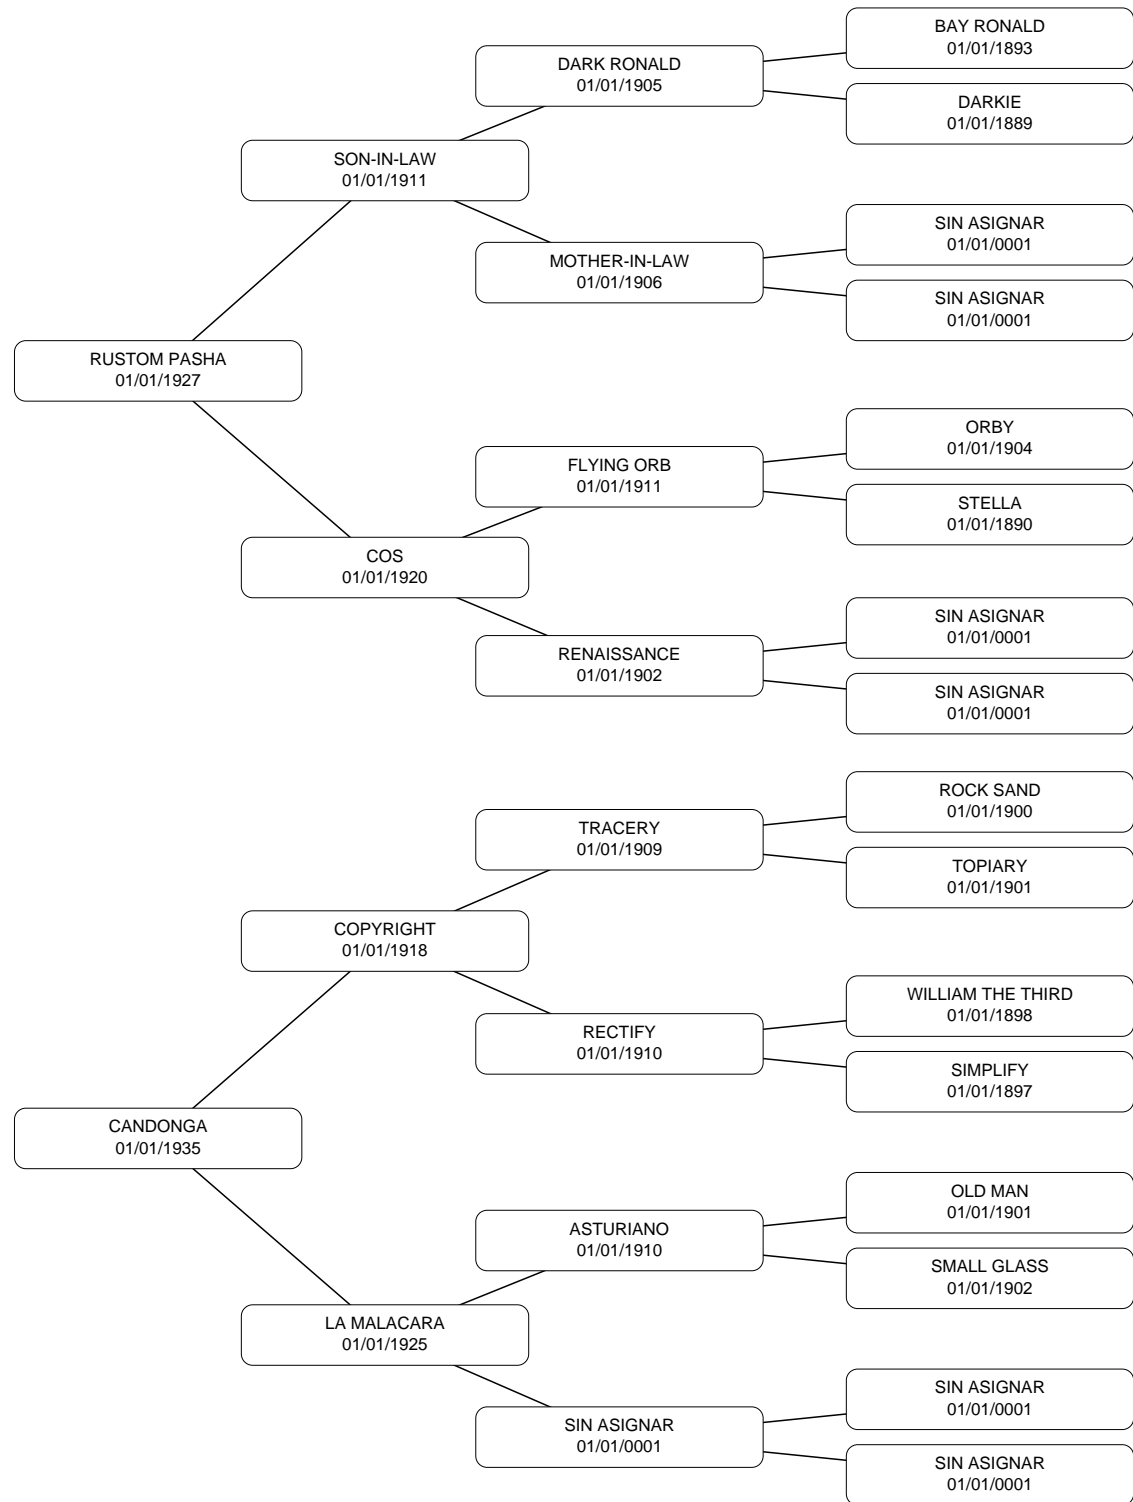 BAY RONALD
01/01/1893
DARK RONALD
01/01/1905
DARKIE
01/01/1889
SON-IN-LAW
01/01/1911
SIN ASIGNAR
01/01/0001
MOTHER-IN-LAW
01/01/1906
SIN ASIGNAR
01/01/0001
RUSTOM PASHA
01/01/1927
ORBY
01/01/1904
FLYING ORB
01/01/1911
STELLA
01/01/1890
COS
01/01/1920
SIN ASIGNAR
01/01/0001
RENAISSANCE
01/01/1902
SIN ASIGNAR
01/01/0001
ROCK SAND
01/01/1900
TRACERY
01/01/1909
TOPIARY
01/01/1901
COPYRIGHT
01/01/1918
WILLIAM THE THIRD
01/01/1898
RECTIFY
01/01/1910
SIMPLIFY
01/01/1897
CANDONGA
01/01/1935
OLD MAN
01/01/1901
ASTURIANO
01/01/1910
SMALL GLASS
01/01/1902
LA MALACARA
01/01/1925
SIN ASIGNAR
01/01/0001
SIN ASIGNAR
01/01/0001
SIN ASIGNAR
01/01/0001